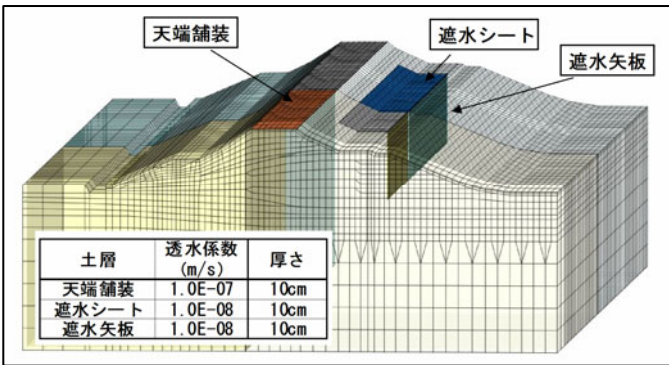 天端舗装
遮水シート
遮水矢板
土層 透水係数 (m/s) 厚さ
天端舗装 1.0E-07 10cm
遮水シート 1.0E-08 10cm
遮水矢板 1.0E-08 10cm